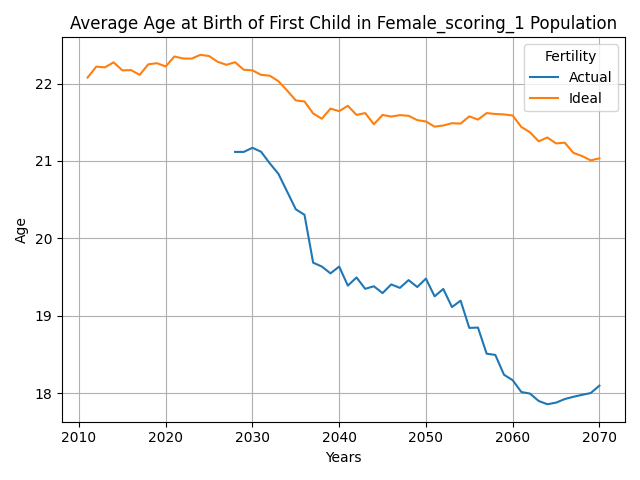 Average Age at Birth of First Child in Female_scoring_1 Population
Fertility
Actual
Ideal
Age
22
21
20
19
18
2010 2020 2030 2040 2050 2060 2070
Years